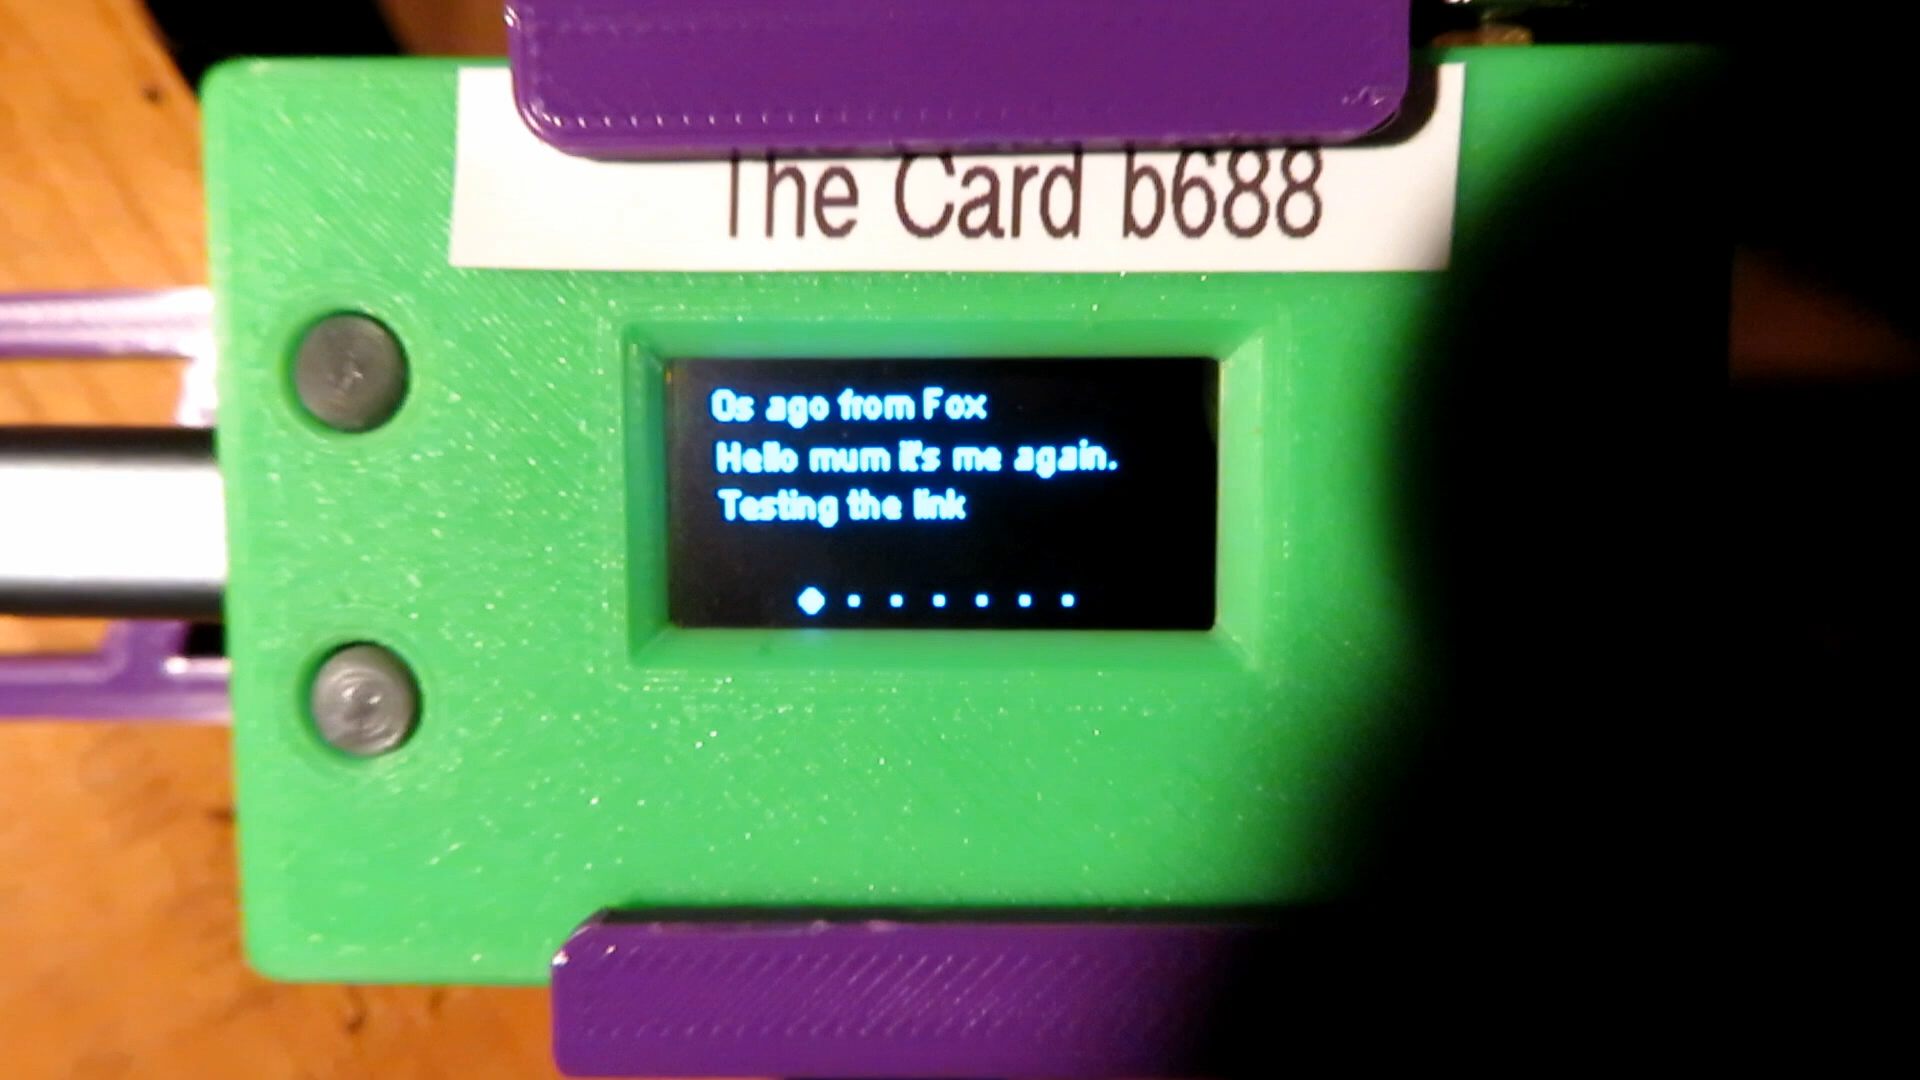 The Card b688
0s ago from Fox
Hello mum it's me again.
Testing the link